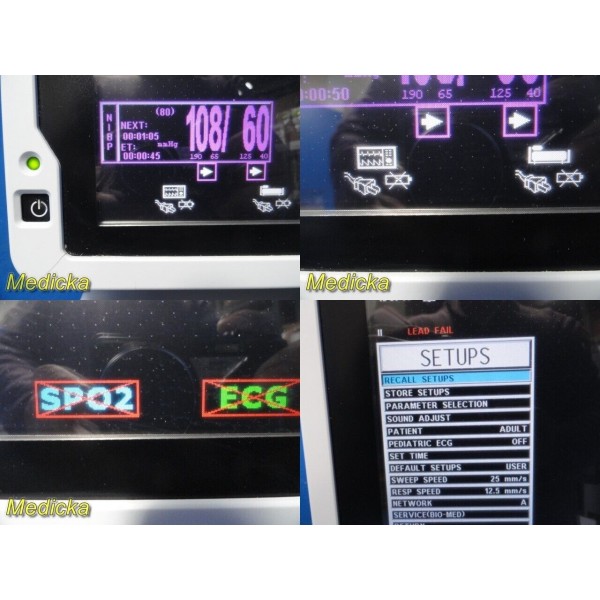 NIBP
(80)
NEXT:
00:01:05
ET: mmHg
00:00:45
108/ 60
190 65 125 40
Medicka
:00:50
190 65 125 40
Medicka
SPO2 ECG
Medicka
II LEAD FAIL
SETUPS
RECALL SETUPS
STORE SETUPS
PARAMETER SELECTION
SOUND ADJUST
PATIENT ADULT
PEDIATRIC ECG OFF
SET TIME
DEFAULT SETUPS USER
SWEEP SPEED 25 mm/s
RESP SPEED 12.5 mm/s
NETWORK A
SERVICE(BIO-MED)